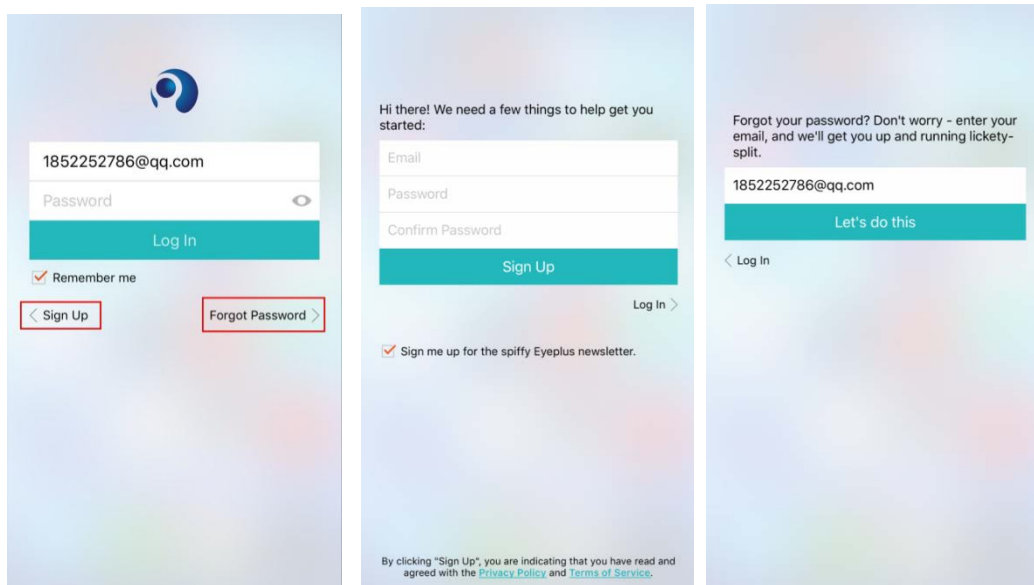 1852252786@qq.com
Password
Log In
Remember me
Sign Up
Forgot Password
Hi there! We need a few things to help get you
started:
Email
Password
Confirm Password
Sign Up
Log In
Sign me up for the spiffy Eyeplus newsletter.
By clicking "Sign Up", you are indicating that you have read and
agreed with the Privacy Policy and Terms of Service.
Forgot your password? Don't worry - enter your
email, and we'll get you up and running lickety-
split.
1852252786@qq.com
Let's do this
Log In